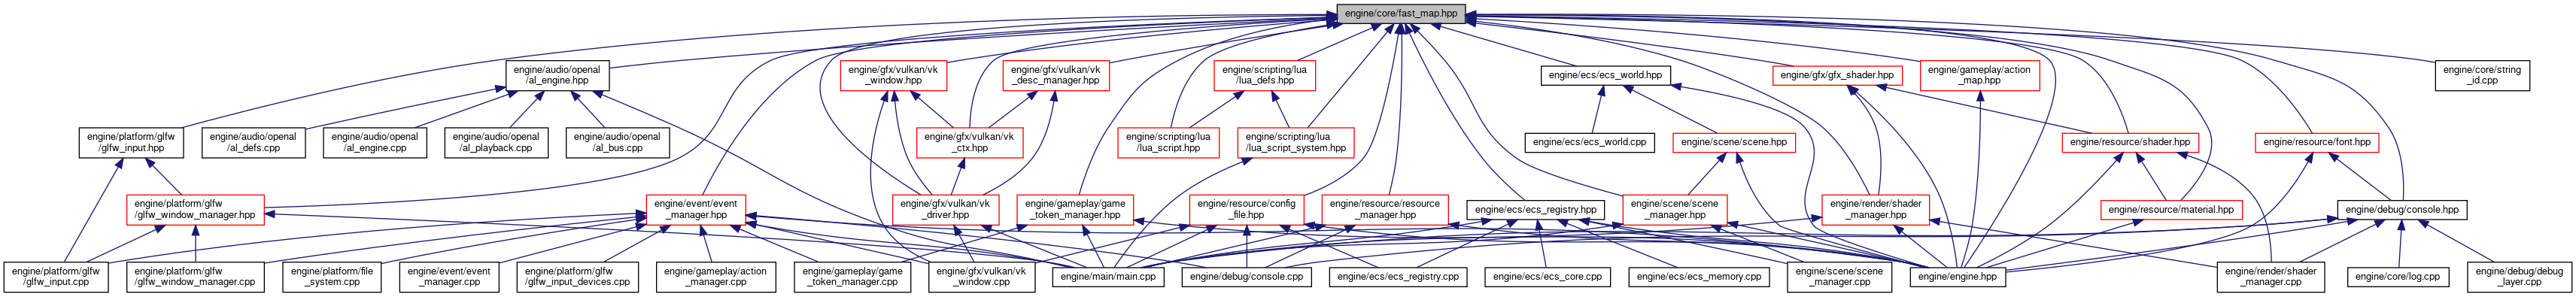 engine/core/fast_map.hpp
engine/audio/openal
/al_engine.hpp
engine/gfx/vulkan/vk
_window.hpp
engine/gfx/vulkan/vk
_desc_manager.hpp
engine/scripting/lua
/lua_defs.hpp
engine/ecs/ecs_world.hpp
engine/gfx/gfx_shader.hpp
engine/gameplay/action
_map.hpp
engine/core/string
_id.cpp
engine/platform/glfw
/glfw_input.hpp
engine/audio/openal
/al_defs.cpp
engine/audio/openal
/al_engine.cpp
engine/audio/openal
/al_playback.cpp
engine/audio/openal
/al_bus.cpp
engine/gfx/vulkan/vk
_ctx.hpp
engine/scripting/lua
/lua_script.hpp
engine/scripting/lua
/lua_script_system.hpp
engine/ecs/ecs_world.cpp
engine/scene/scene.hpp
engine/resource/shader.hpp
engine/resource/font.hpp
engine/platform/glfw
/glfw_window_manager.hpp
engine/event/event
_manager.hpp
engine/gfx/vulkan/vk
_driver.hpp
engine/gameplay/game
_token_manager.hpp
engine/resource/config
_file.hpp
engine/resource/resource
_manager.hpp
engine/ecs/ecs_registry.hpp
engine/scene/scene
_manager.hpp
engine/render/shader
_manager.hpp
engine/resource/material.hpp
engine/debug/console.hpp
engine/platform/glfw
/glfw_input.cpp
engine/platform/glfw
/glfw_window_manager.cpp
engine/platform/file
_system.cpp
engine/event/event
_manager.cpp
engine/platform/glfw
/glfw_input_devices.cpp
engine/gameplay/action
_manager.cpp
engine/gameplay/game
_token_manager.cpp
engine/gfx/vulkan/vk
_window.cpp
engine/main/main.cpp
engine/debug/console.cpp
engine/ecs/ecs_registry.cpp
engine/ecs/ecs_core.cpp
engine/ecs/ecs_memory.cpp
engine/scene/scene
_manager.cpp
engine/engine.hpp
engine/render/shader
_manager.cpp
engine/core/log.cpp
engine/debug/debug
_layer.cpp